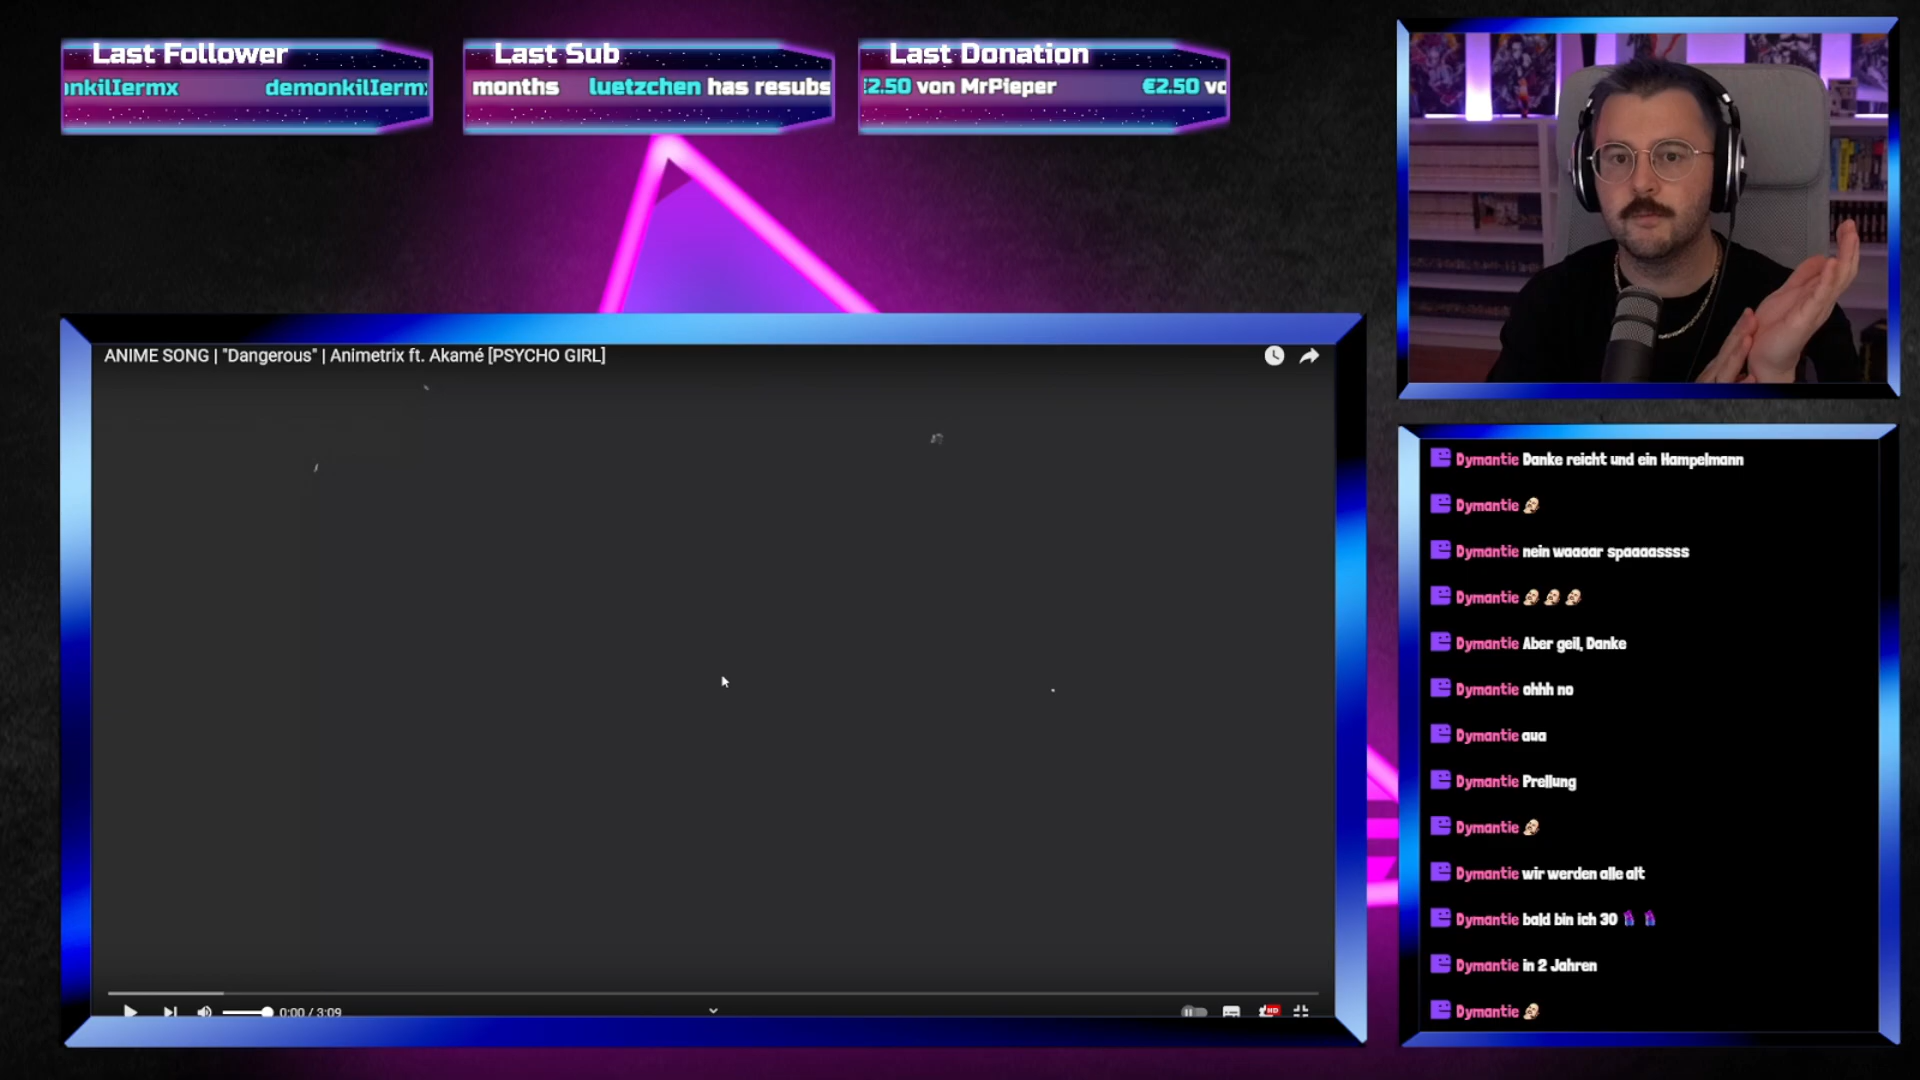 Last Follower
onkilIermx demonkilIermx
Last Sub
months luetzchen has resubs
Last Donation
€2.50 von MrPieper €2.50 vo
ANIME SONG | "Dangerous" | Animetrix ft. Akamé [PSYCHO GIRL]
0:00 / 3:09
HD
Dymantie Danke reicht und ein Hampelmann
Dymantie
Dymantie nein waaaar spaaaassss
Dymantie
Dymantie Aber geil, Danke
Dymantie ohhh no
Dymantie aua
Dymantie Prellung
Dymantie
Dymantie wir werden alle alt
Dymantie bald bin ich 30
Dymantie in 2 Jahren
Dymantie